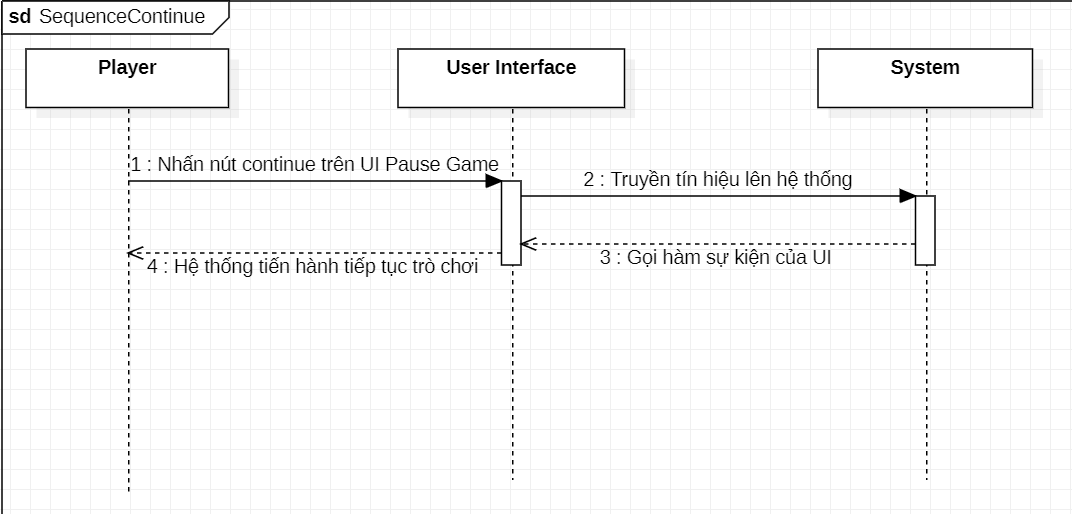 sd SequenceContinue
Player
User Interface
System
1 : Nhấn nút continue trên UI Pause Game
2 : Truyền tín hiệu lên hệ thống
3 : Gọi hàm sự kiện của UI
4 : Hệ thống tiến hành tiếp tục trò chơi